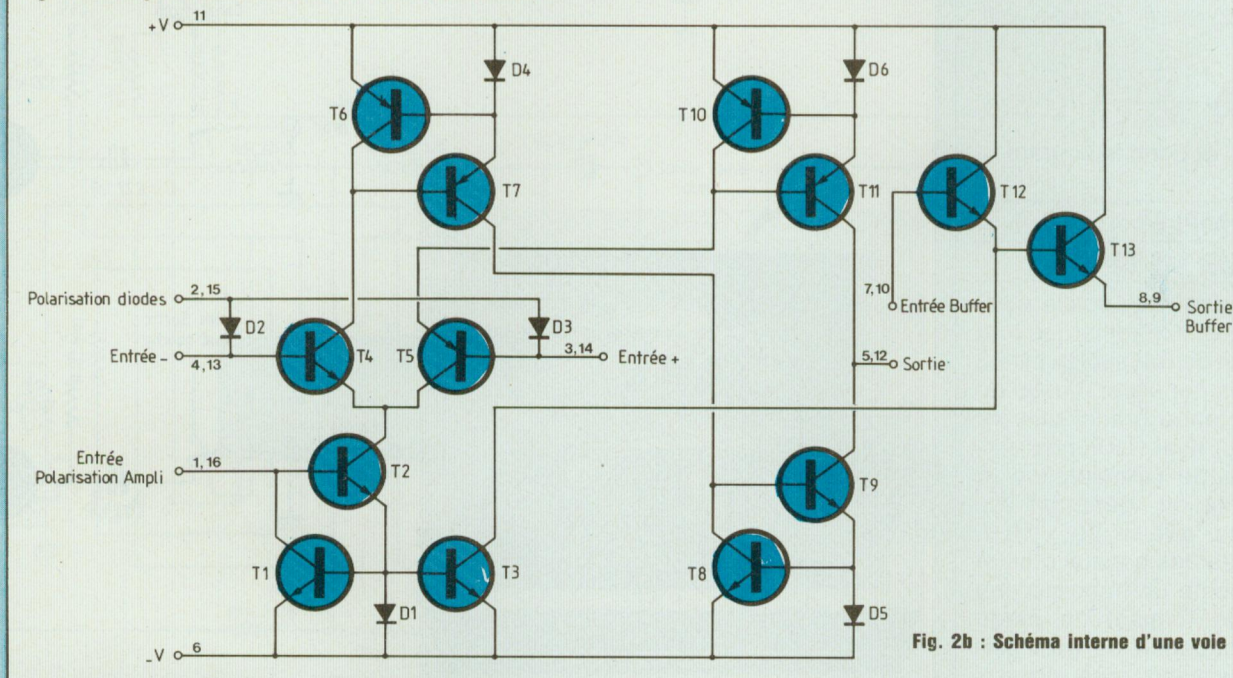 +V
11
D4
D6
T6
T10
T7
T11
T12
T13
Polarisation diodes
2,15
7,10
Entrée Buffer
8,9
Sortie
Buffer
D2
D3
Entrée -
4,13
T4
T5
3,14
Entrée +
5,12
Sortie
Entrée
Polarisation Ampli
1,16
T2
T9
T1
T3
T8
D1
D5
-V
6
Fig. 2b : Schéma interne d'une voie